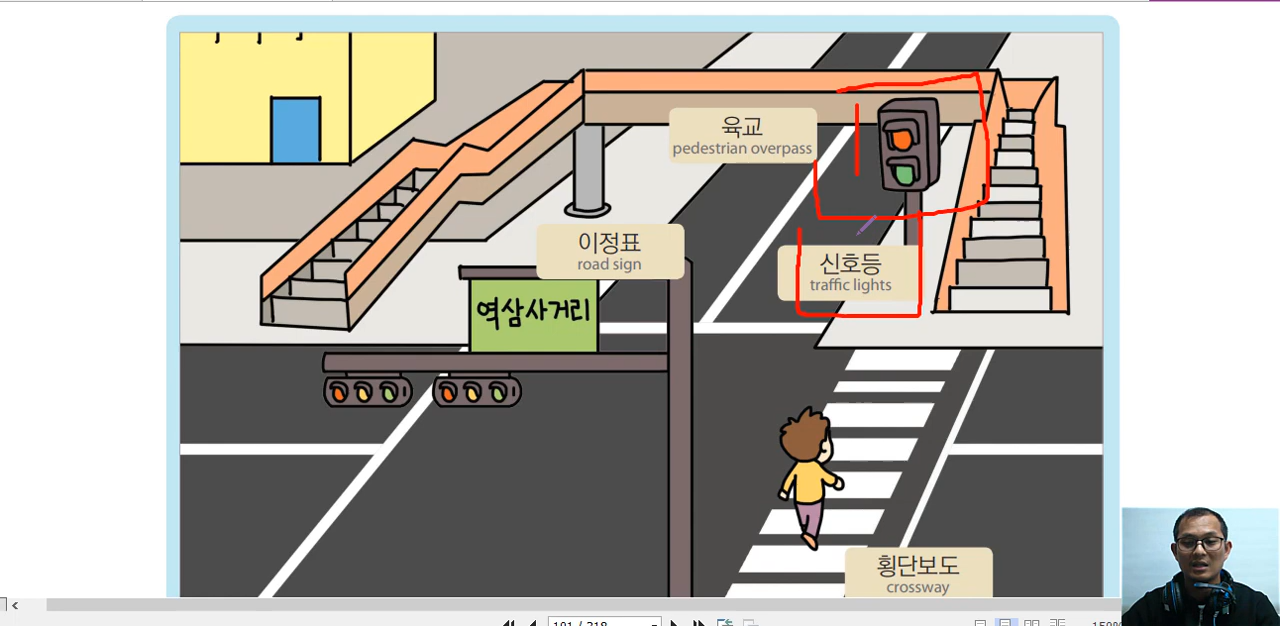 육교
pedestrian overpass
이정표
road sign
신호등
traffic lights
역삼사거리
횡단보도
crossway